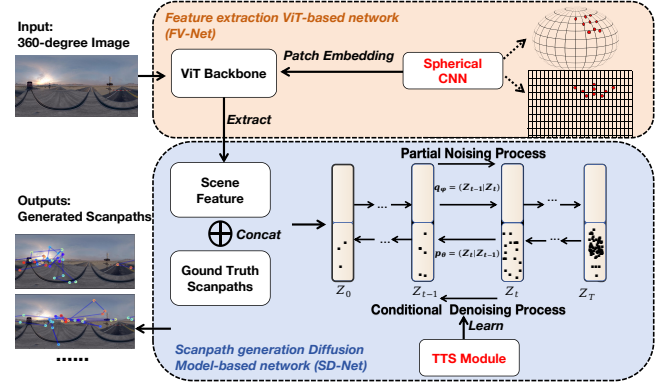 Input:
360-degree Image
Feature extraction ViT-based network
(FV-Net)
ViT Backbone
Patch Embedding
Spherical
CNN
Extract
Scene
Feature
Concat
Gound Truth
Scanpaths
Outputs:
Generated Scanpaths
......
Partial Noising Process
q_φ = (Z_{t-1}|Z_t)
... ...
... ...
p_θ = (Z_t|Z_{t-1})
Z_0 Z_{t-1} Z_t Z_T
Conditional Denoising Process
Learn
TTS Module
Scanpath generation Diffusion
Model-based network (SD-Net)